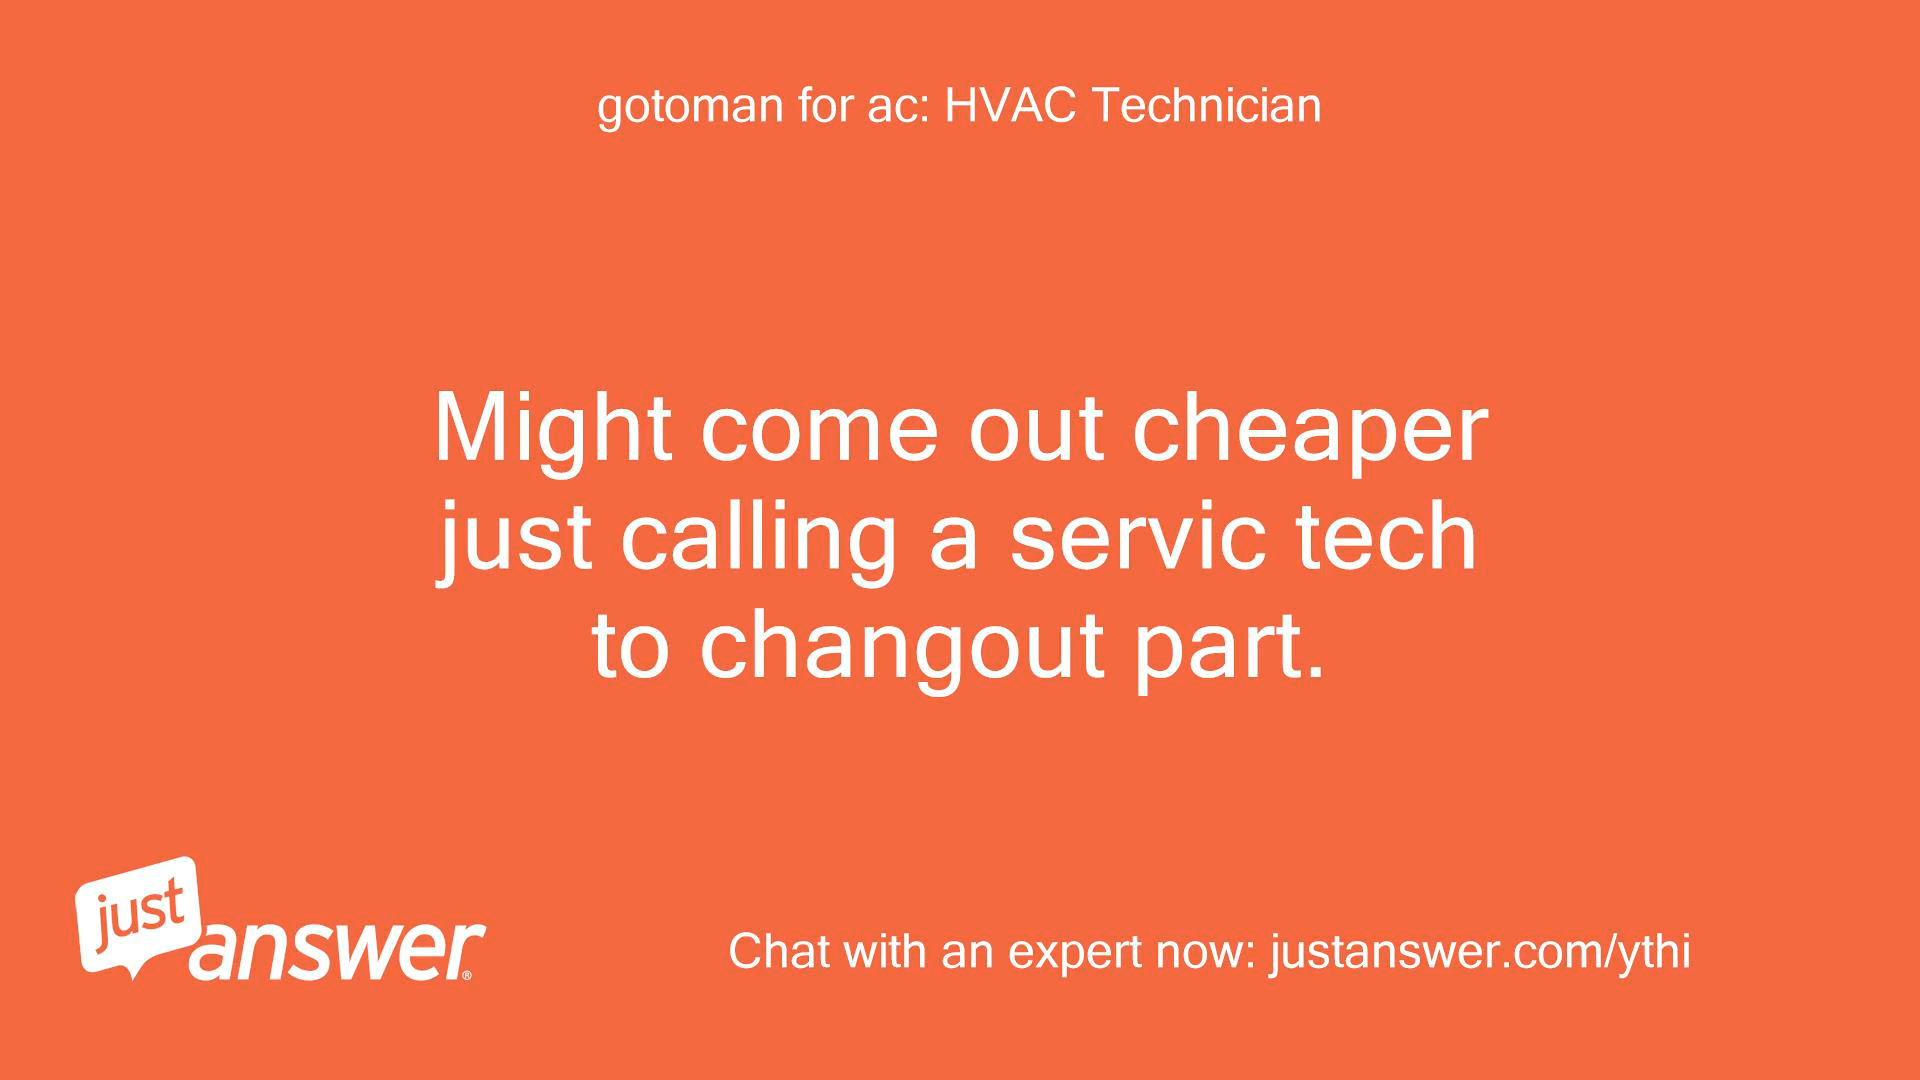 gotoman for ac: HVAC Technician
Might come out cheaper
just calling a servic tech
to changout part.
just
answer®
Chat with an expert now: justanswer.com/ythi